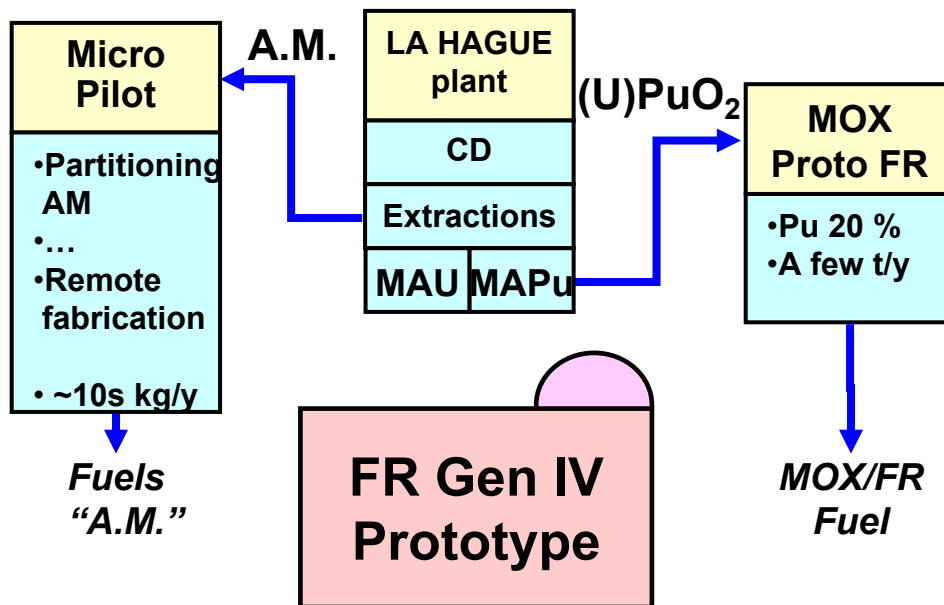 Micro
Pilot
•Partitioning
AM
•...
•Remote
fabrication
• ~10s kg/y
Fuels
“A.M.”
A.M.
LA HAGUE
plant
CD
Extractions
MAU
MAPu
(U)PuO₂
MOX
Proto FR
•Pu 20 %
•A few t/y
MOX/FR
Fuel
FR Gen IV
Prototype